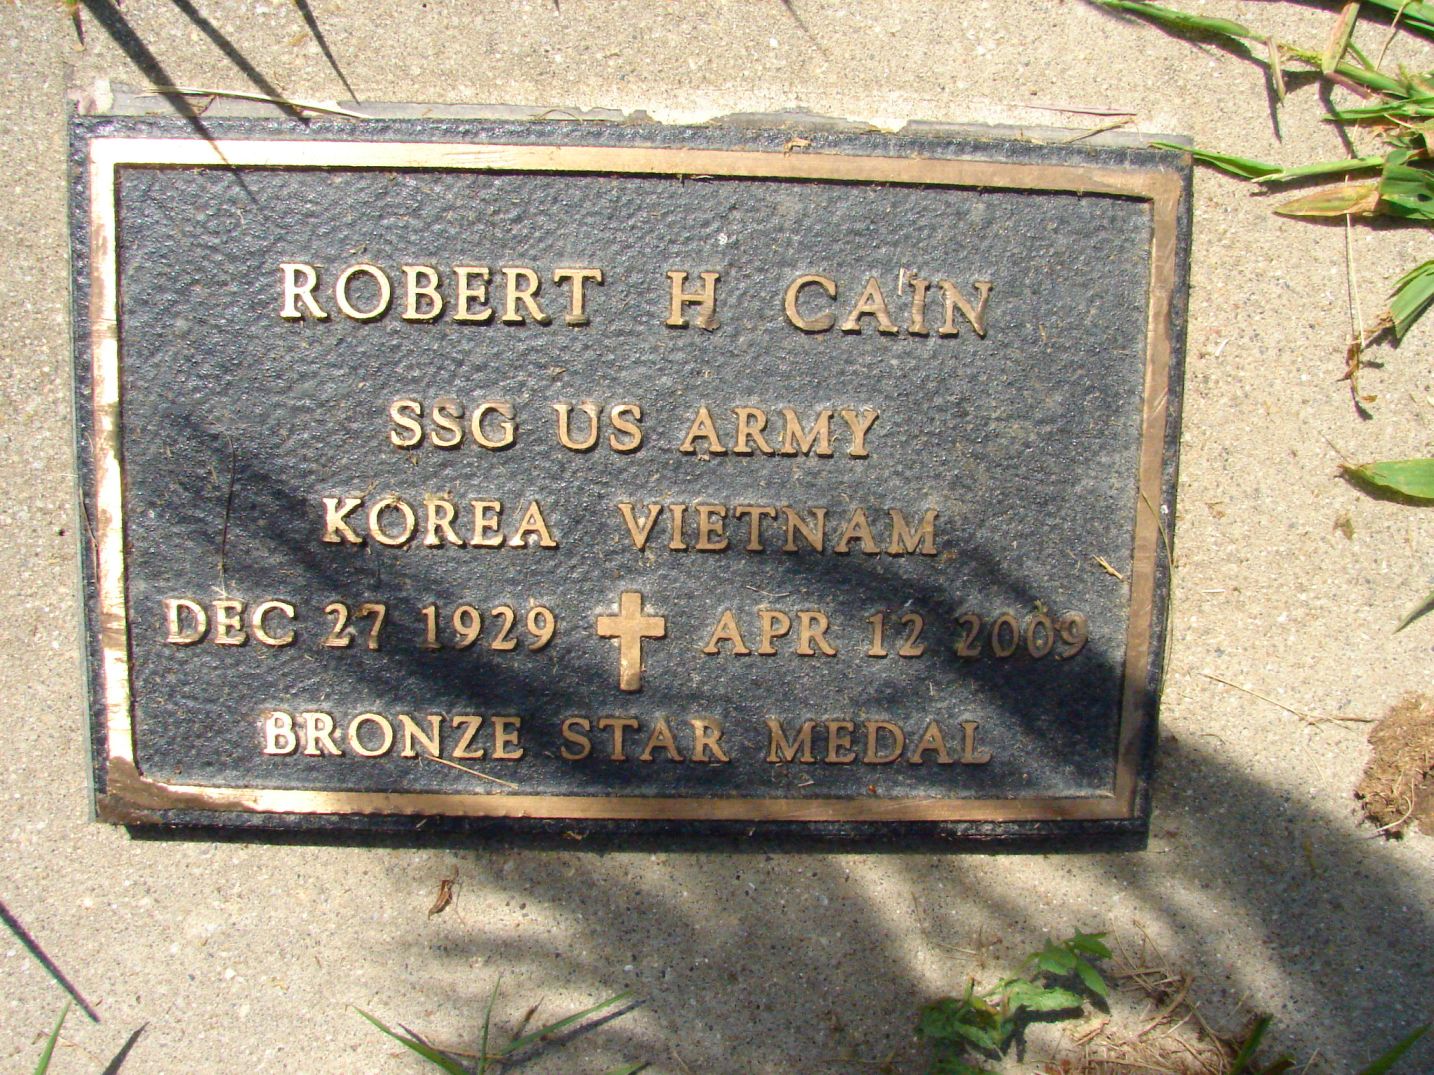 ROBERT H CAIN
SSG US ARMY
KOREA VIETNAM
DEC 27 1929 APR 12 2009
BRONZE STAR MEDAL